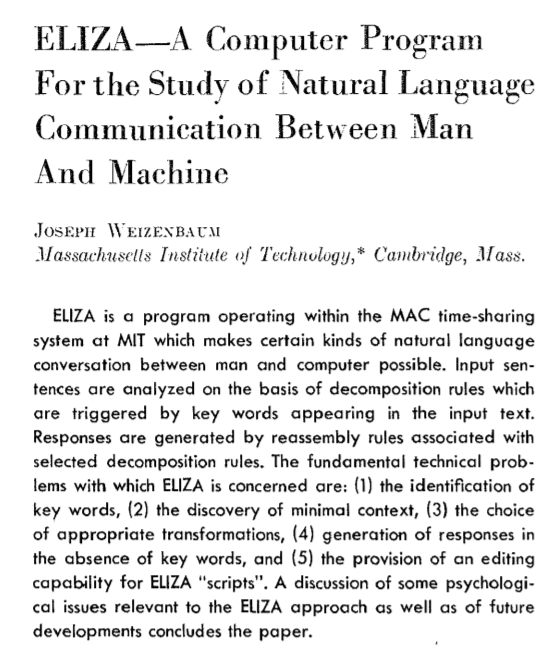 ELIZA—A Computer Program
For the Study of Natural Language
Communication Between Man
And Machine
JOSEPH WEIZENBAUM
Massachusetts Institute of Technology,* Cambridge, Mass.
ELIZA is a program operating within the MAC time-sharing
system at MIT which makes certain kinds of natural language
conversation between man and computer possible. Input sen-
tences are analyzed on the basis of decomposition rules which
are triggered by key words appearing in the input text.
Responses are generated by reassembly rules associated with
selected decomposition rules. The fundamental technical prob-
lems with which ELIZA is concerned are: (1) the identification of
key words, (2) the discovery of minimal context, (3) the choice
of appropriate transformations, (4) generation of responses in
the absence of key words, and (5) the provision of an editing
capability for ELIZA "scripts". A discussion of some psychologi-
cal issues relevant to the ELIZA approach as well as of future
developments concludes the paper.